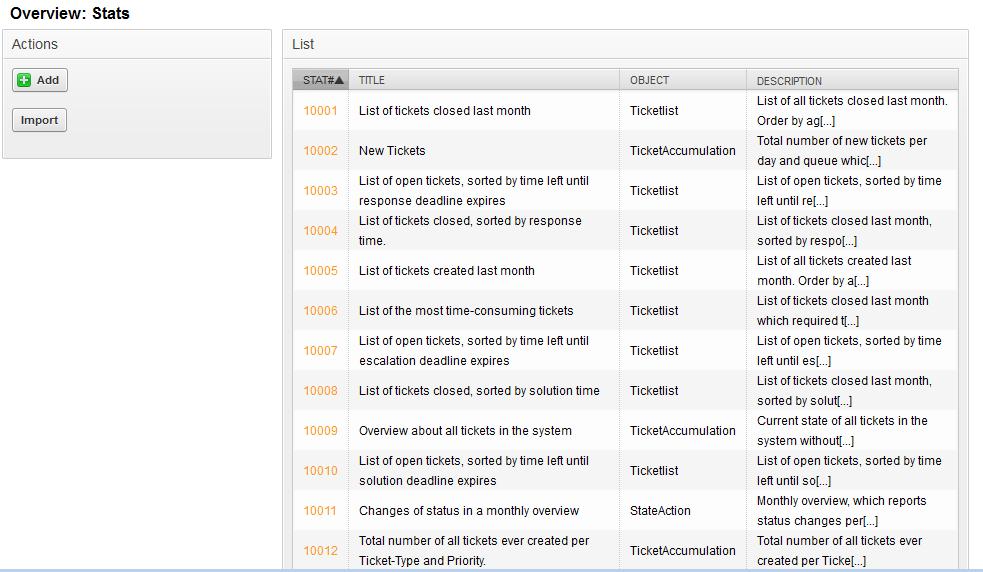 Overview: Stats
Actions
Add
Import
List
STAT#▲ TITLE OBJECT DESCRIPTION
10001 List of tickets closed last month Ticketlist List of all tickets closed last month.
Order by ag[...]
10002 New Tickets TicketAccumulation Total number of new tickets per
day and queue whic[...]
10003 List of open tickets, sorted by time left until Ticketlist List of open tickets, sorted by time
response deadline expires left until re[...]
10004 List of tickets closed, sorted by response Ticketlist List of tickets closed last month,
time. sorted by respo[...]
10005 List of tickets created last month Ticketlist List of all tickets created last
month. Order by a[...]
10006 List of the most time-consuming tickets Ticketlist List of tickets closed last month
which required t[...]
10007 List of open tickets, sorted by time left until Ticketlist List of open tickets, sorted by time
escalation deadline expires left until es[...]
10008 List of tickets closed, sorted by solution time Ticketlist List of tickets closed last month,
sorted by solut[...]
10009 Overview about all tickets in the system TicketAccumulation Current state of all tickets in the
system without[...]
10010 List of open tickets, sorted by time left until Ticketlist List of open tickets, sorted by time
solution deadline expires left until so[...]
10011 Changes of status in a monthly overview StateAction Monthly overview, which reports
status changes per[...]
10012 Total number of all tickets ever created per TicketAccumulation Total number of all tickets ever
Ticket-Type and Priority. created per Ticke[...]